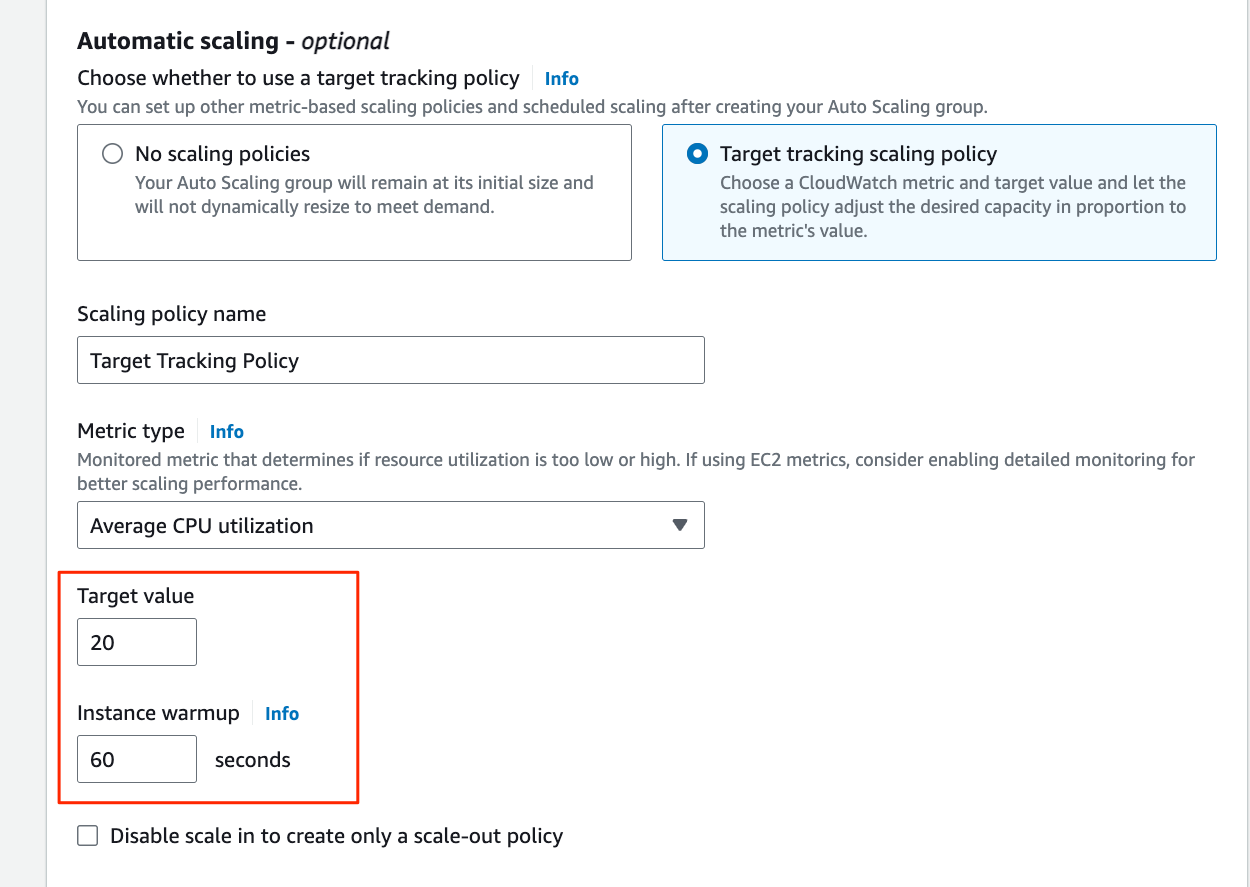 Automatic scaling - optional
Choose whether to use a target tracking policy Info
You can set up other metric-based scaling policies and scheduled scaling after creating your Auto Scaling group.
No scaling policies
Your Auto Scaling group will remain at its initial size and
will not dynamically resize to meet demand.
Target tracking scaling policy
Choose a CloudWatch metric and target value and let the
scaling policy adjust the desired capacity in proportion to
the metric's value.
Scaling policy name
Target Tracking Policy
Metric type Info
Monitored metric that determines if resource utilization is too low or high. If using EC2 metrics, consider enabling detailed monitoring for
better scaling performance.
Average CPU utilization
Target value
20
Instance warmup Info
60 seconds
Disable scale in to create only a scale-out policy